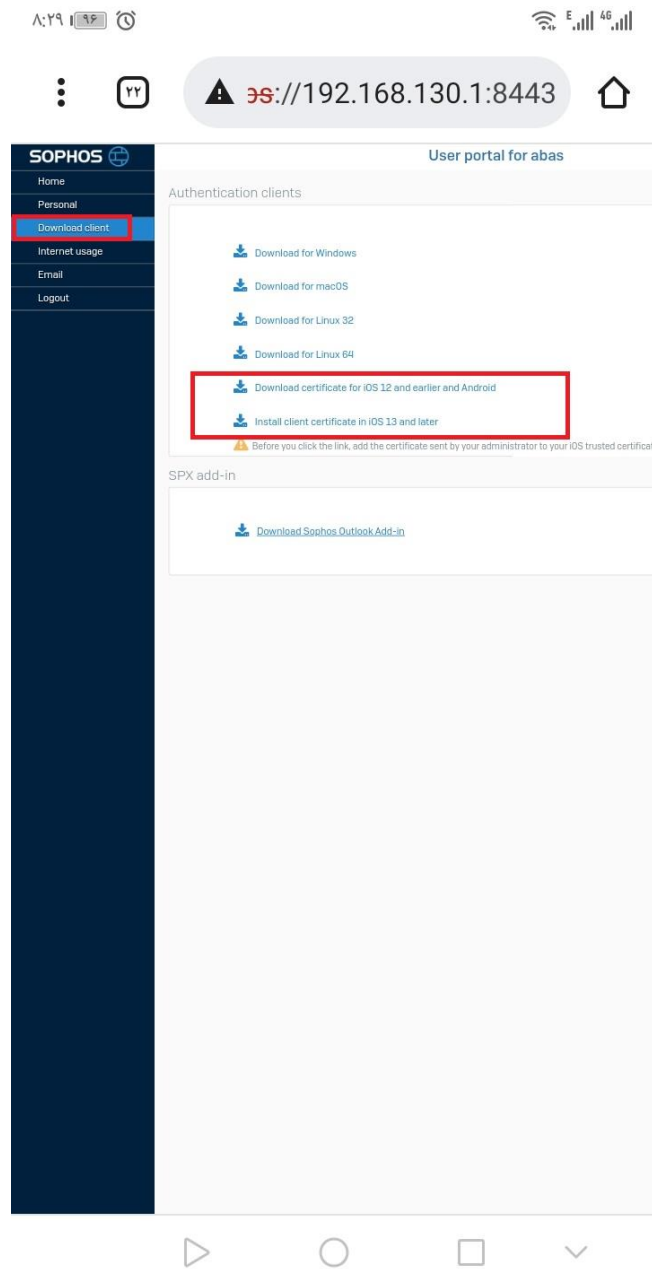 ۸:۲۹ ۹۶ E 4G
۲۲ ps://192.168.130.1:8443
SOPHOS
User portal for abas
Home
Personal
Download client
Internet usage
Email
Logout
Authentication clients
Download for Windows
Download for macOS
Download for Linux 32
Download for Linux 64
Download certificate for iOS 12 and earlier and Android
Install client certificate in iOS 13 and later
Before you click the link, add the certificate sent by your administrator to your iOS trusted certificat
SPX add-in
Download Sophos Outlook Add-in